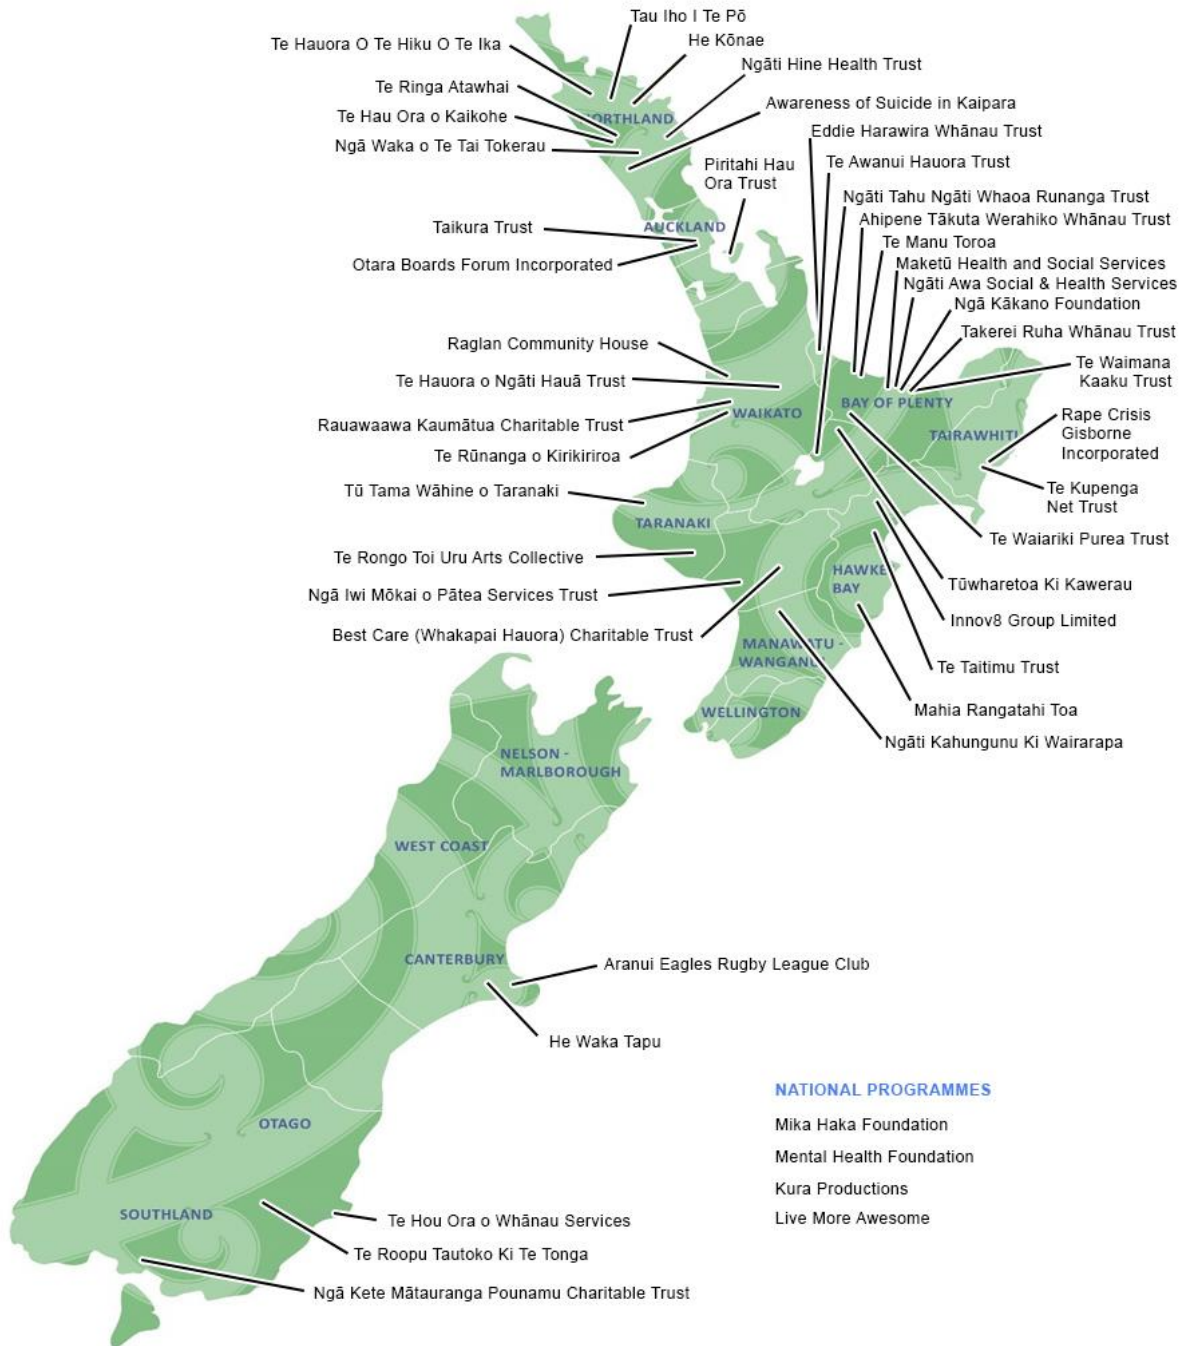 Tau Iho I Te Pō
Te Hauora O Te Hiku O Te Ika
He Kōnae
Ngāti Hine Health Trust
Te Ringa Atawhai
Awareness of Suicide in Kaipara
Te Hau Ora o Kaikohe
NORTHLAND
Eddie Harawira Whānau Trust
Ngā Waka o Te Tai Tokerau
Piritahi Hau
Ora Trust
Te Awanui Hauora Trust
Ngāti Tahu Ngāti Whaoa Runanga Trust
Ahipene Tākuta Werahiko Whānau Trust
Taikura Trust
AUCKLAND
Te Manu Toroa
Otara Boards Forum Incorporated
Maketū Health and Social Services
Ngāti Awa Social & Health Services
Ngā Kākano Foundation
Takerei Ruha Whānau Trust
Raglan Community House
Te Waimana
Kaaku Trust
Te Hauora o Ngāti Hauā Trust
BAY OF PLENTY
WAIKATO
Rape Crisis
Gisborne
Incorporated
Rauawaawa Kaumātua Charitable Trust
TAIRAWHITI
Te Rūnanga o Kirikiriroa
Tū Tama Wāhine o Taranaki
Te Kupenga
Net Trust
TARANAKI
Te Waiariki Purea Trust
Te Rongo Toi Uru Arts Collective
HAWKE
BAY
Tūwharetoa Ki Kawerau
Ngā Iwi Mōkai o Pātea Services Trust
Innov8 Group Limited
Best Care (Whakapai Hauora) Charitable Trust
MANAWATU -
WANGANUI
Te Taitimu Trust
WELLINGTON
Mahia Rangatahi Toa
Ngāti Kahungunu Ki Wairarapa
NELSON -
MARLBOROUGH
WEST COAST
CANTERBURY
Aranui Eagles Rugby League Club
He Waka Tapu
NATIONAL PROGRAMMES
Mika Haka Foundation
Mental Health Foundation
Kura Productions
Live More Awesome
OTAGO
SOUTHLAND
Te Hou Ora o Whānau Services
Te Roopu Tautoko Ki Te Tonga
Ngā Kete Mātauranga Pounamu Charitable Trust